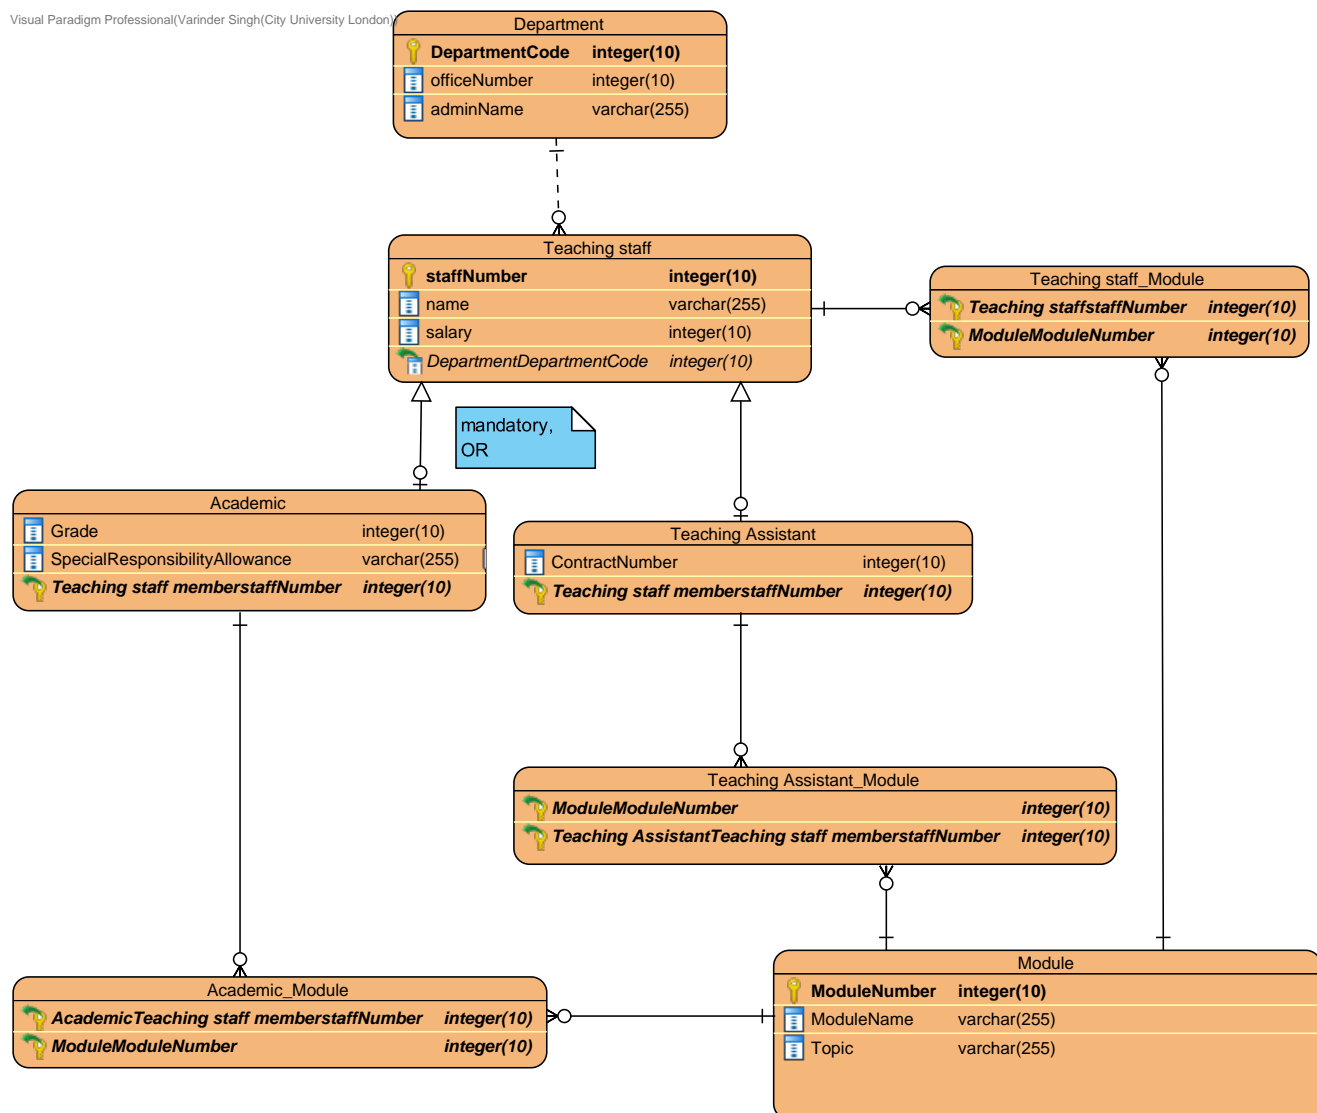 Visual Paradigm Professional(Varinder Singh(City University London))
Department
DepartmentCode integer(10)
officeNumber integer(10)
adminName varchar(255)
Teaching staff
staffNumber integer(10)
name varchar(255)
salary integer(10)
DepartmentDepartmentCode integer(10)
Teaching staff_Module
Teaching staffstaffNumber integer(10)
ModuleModuleNumber integer(10)
mandatory,
OR
Academic
Grade integer(10)
SpecialResponsibilityAllowance varchar(255)
Teaching staff memberstaffNumber integer(10)
Teaching Assistant
ContractNumber integer(10)
Teaching staff memberstaffNumber integer(10)
Teaching Assistant_Module
ModuleModuleNumber integer(10)
Teaching AssistantTeaching staff memberstaffNumber integer(10)
Academic_Module
AcademicTeaching staff memberstaffNumber integer(10)
ModuleModuleNumber integer(10)
Module
ModuleNumber integer(10)
ModuleName varchar(255)
Topic varchar(255)